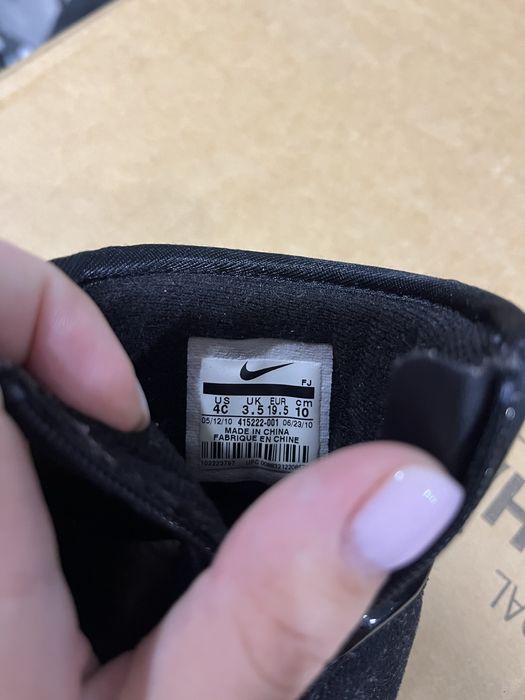 FJ
US UK EUR cm
4C 3.5 19.5 10
05/12/10 415222-001 06/23/10
MADE IN CHINA
FABRIQUE EN CHINE
UPC